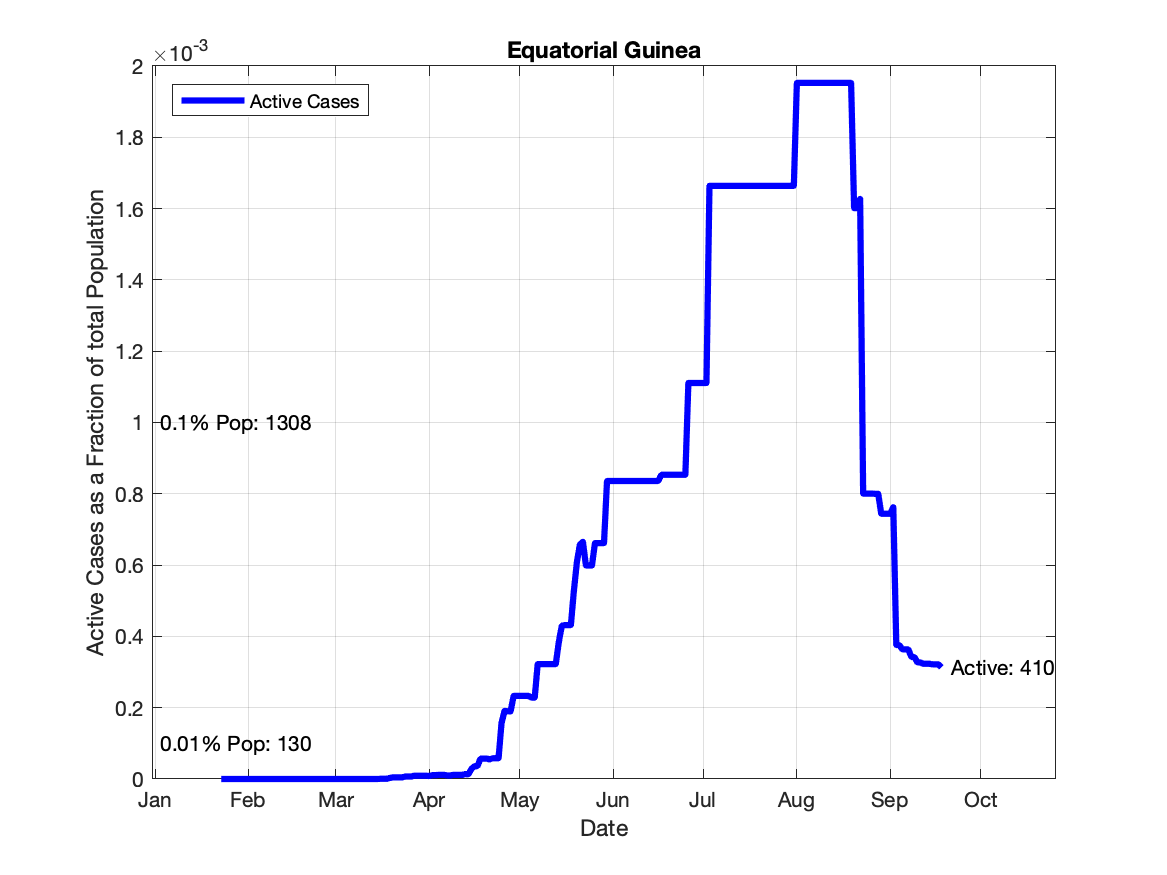 Equatorial Guinea
×10-3
Active Cases
2
1.8
1.6
1.4
1.2
1
0.8
0.6
0.4
0.2
0
Active Cases as a Fraction of total Population
0.1% Pop: 1308
0.01% Pop: 130
Active: 410
Jan Feb Mar Apr May Jun Jul Aug Sep Oct
Date